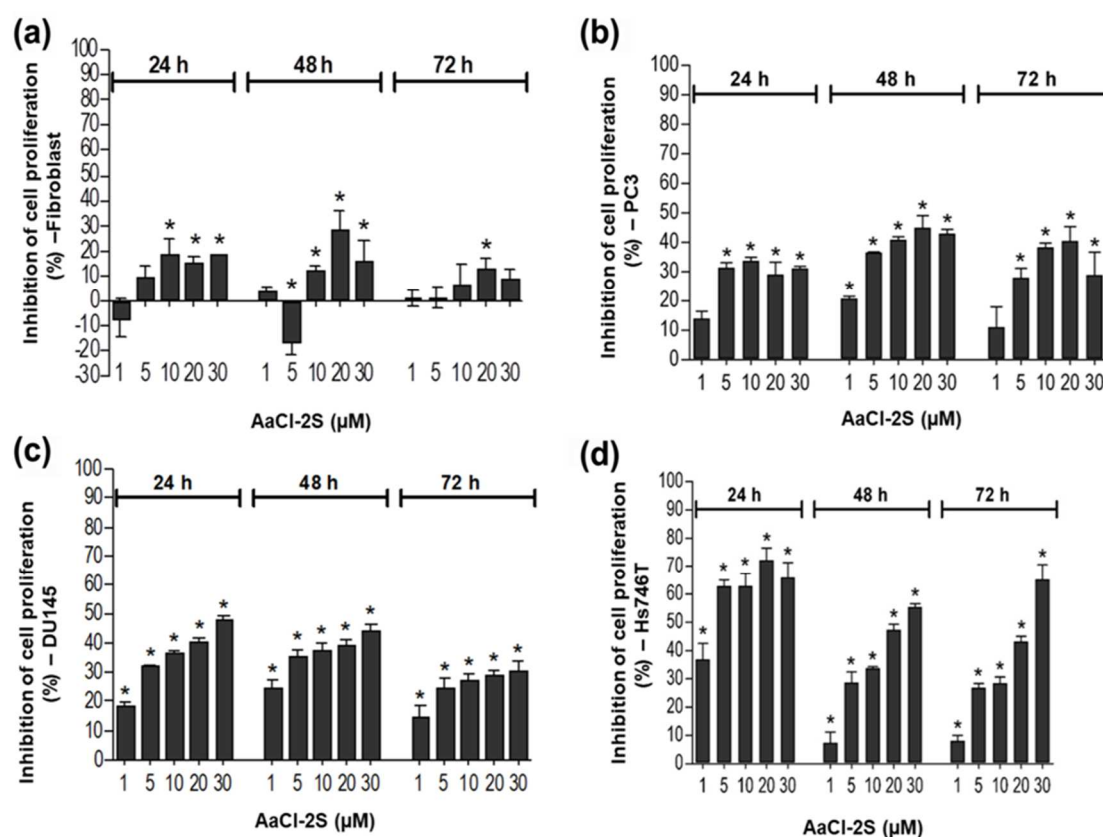 (a)
Inhibition of cell proliferation
(%) –Fibroblast
100
90
80
70
60
50
40
30
20
10
0
-10
-20
-30
24 h 48 h 72 h
1 5 10 20 30 1 5 10 20 30 1 5 10 20 30
* * * * * * * *
AaCI-2S (µM)
(b)
Inhibition of cell proliferation
(%) – PC3
100
90
80
70
60
50
40
30
20
10
0
24 h 48 h 72 h
* * * * * * * * * * * * *
1 5 10 20 30 1 5 10 20 30 1 5 10 20 30
AaCI-2S (µM)
(c)
Inhibition of cell proliferation
(%) – DU145
100
90
80
70
60
50
40
30
20
10
0
24 h 48 h 72 h
* * * * * * * * * * * * * * *
1 5 10 20 30 1 5 10 20 30 1 5 10 20 30
AaCI-2S (µM)
(d)
Inhibition of cell proliferation
(%) – Hs746T
100
90
80
70
60
50
40
30
20
10
0
24 h 48 h 72 h
* * * * * * * * * * * * * * *
1 5 10 20 30 1 5 10 20 30 1 5 10 20 30
AaCI-2S (µM)